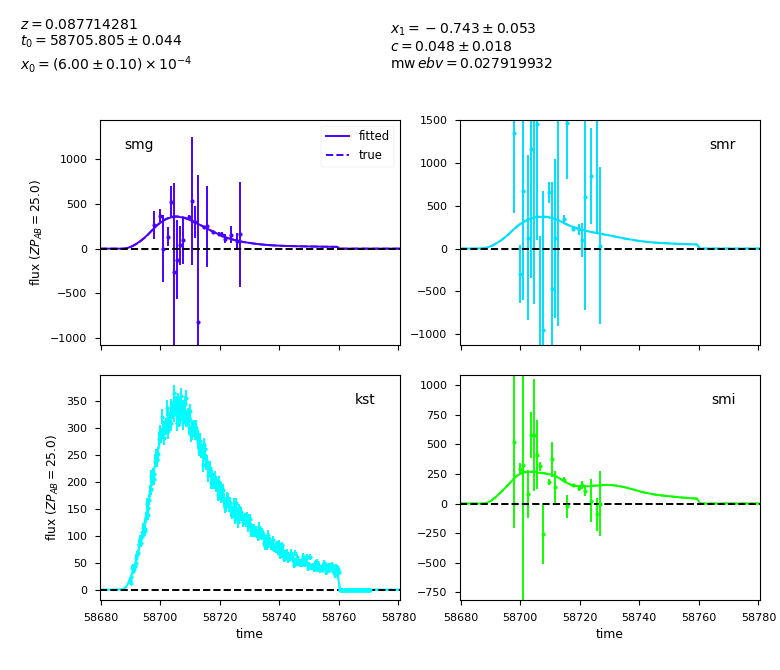 z = 0.087714281
t₀ = 58705.805 ± 0.044
x₀ = (6.00 ± 0.10) × 10⁻⁴
x₁ = −0.743 ± 0.053
c = 0.048 ± 0.018
mw ebv = 0.027919932
smg
fitted
true
flux (ZP_AB = 25.0)
1000
500
0
−500
−1000
smr
1500
1000
500
0
−500
−1000
kst
flux (ZP_AB = 25.0)
350
300
250
200
150
100
50
0
58680 58700 58720 58740 58760 58780
time
smi
1000
750
500
250
0
−250
−500
−750
58680 58700 58720 58740 58760 58780
time